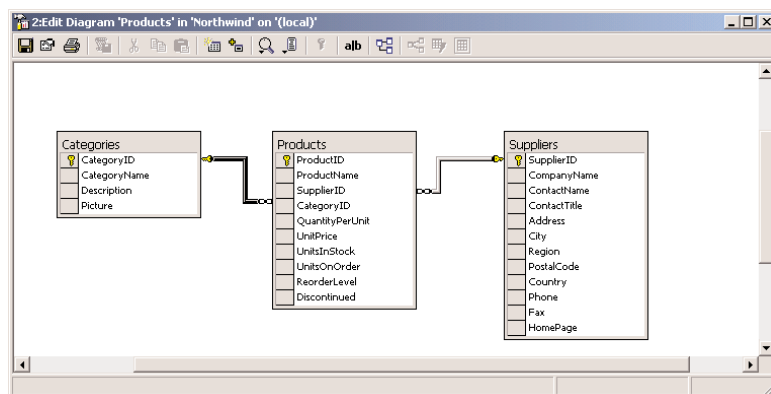 2:Edit Diagram 'Products' in 'Northwind' on '(local)'
a|b
Categories
CategoryID
CategoryName
Description
Picture
Products
ProductID
ProductName
SupplierID
CategoryID
QuantityPerUnit
UnitPrice
UnitsInStock
UnitsOnOrder
ReorderLevel
Discontinued
Suppliers
SupplierID
CompanyName
ContactName
ContactTitle
Address
City
Region
PostalCode
Country
Phone
Fax
HomePage